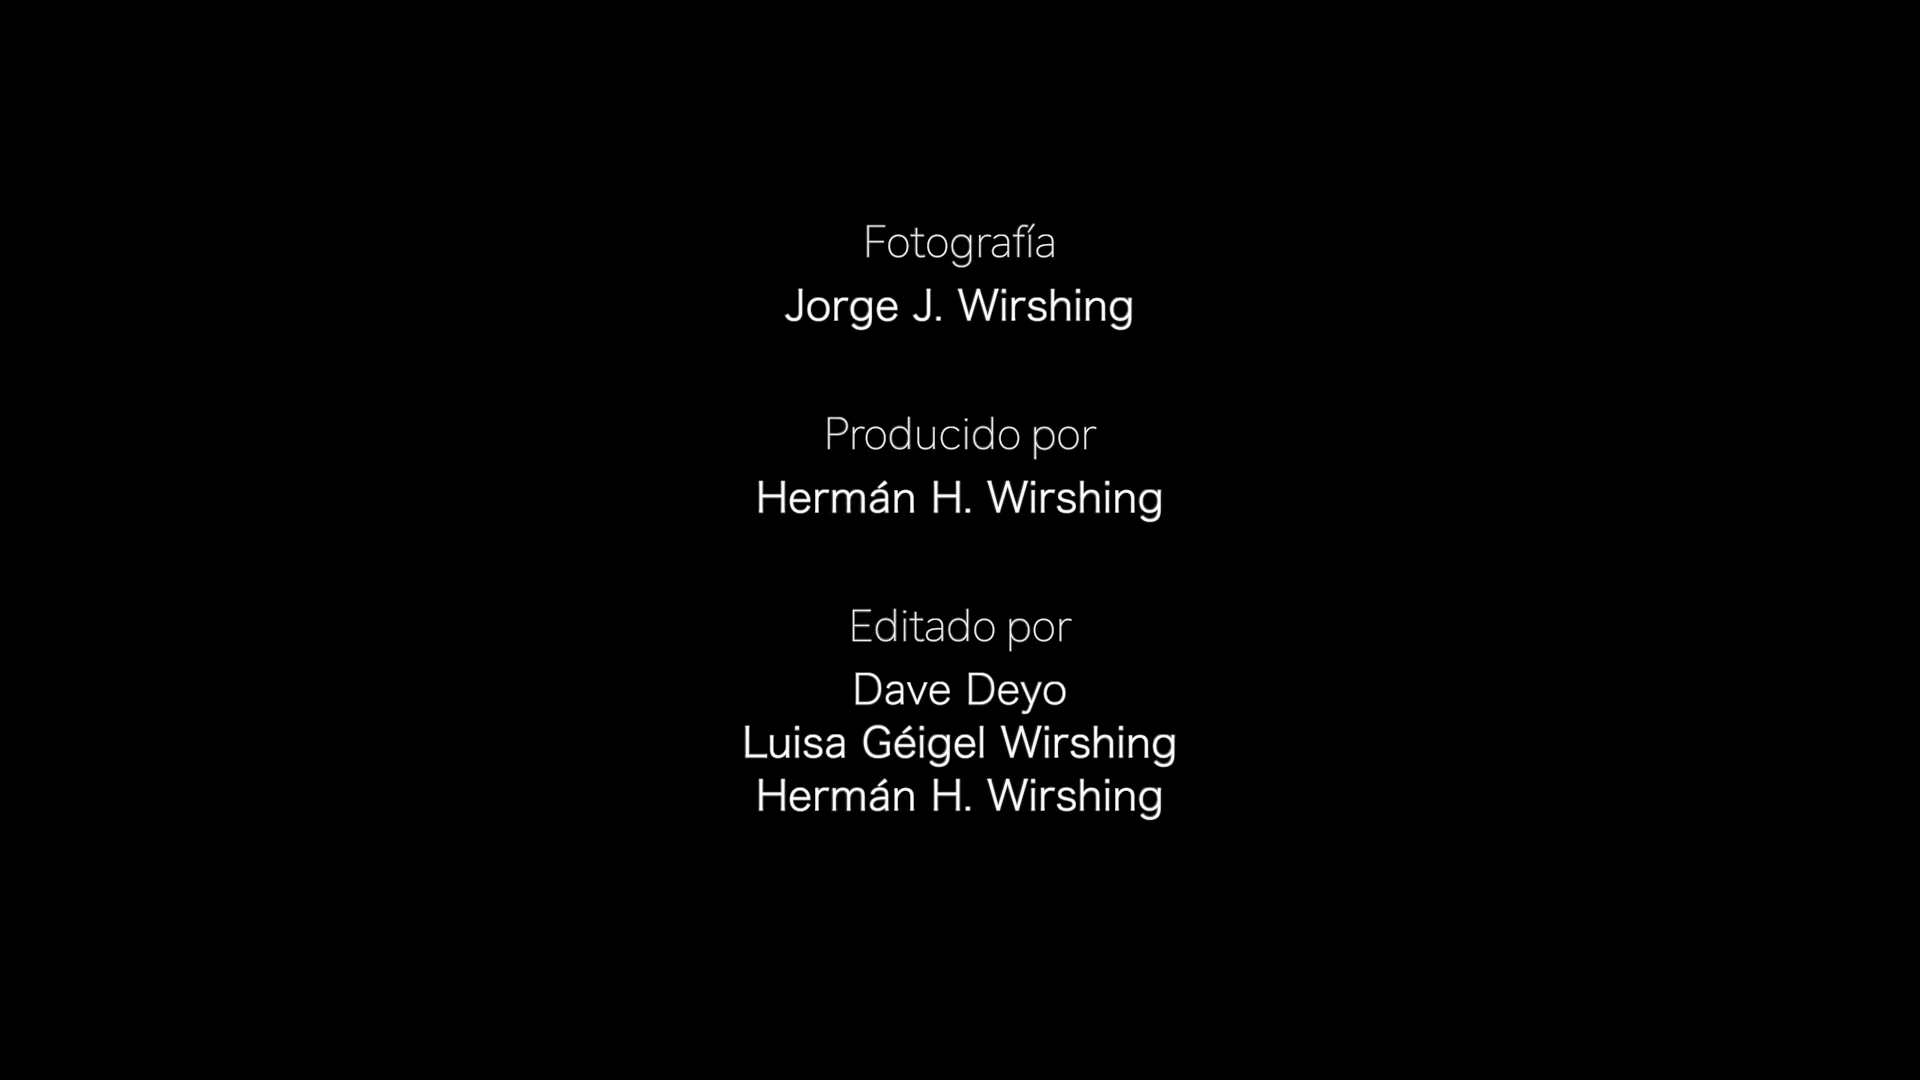 Fotografía
Jorge J. Wirshing
Producido por
Hermán H. Wirshing
Editado por
Dave Deyo
Luisa Géigel Wirshing
Hermán H. Wirshing